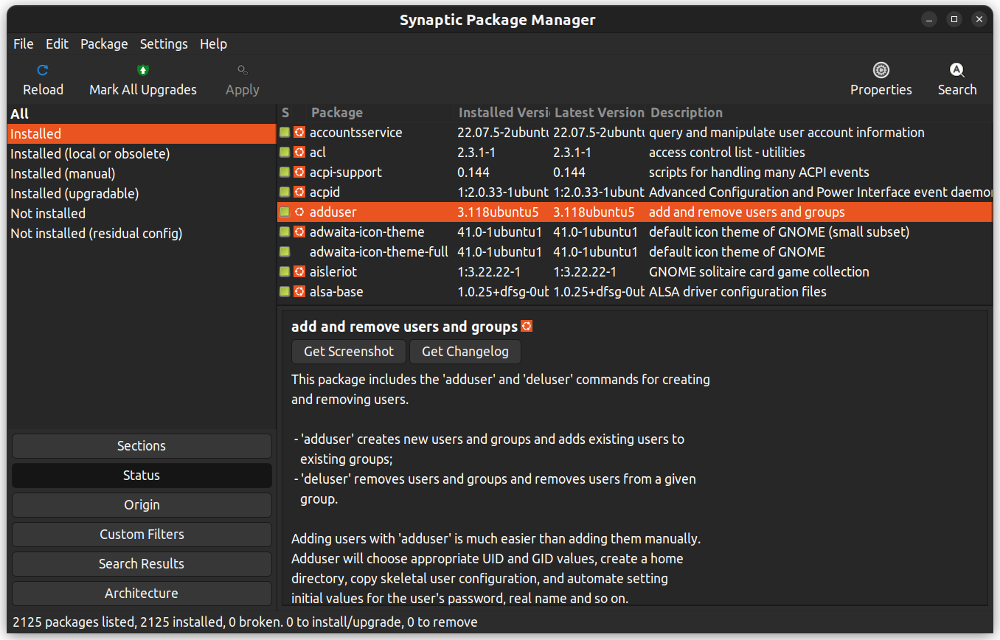 Synaptic Package Manager
File Edit Package Settings Help
Reload Mark All Upgrades Apply Properties Search
All
Installed
Installed (local or obsolete)
Installed (manual)
Installed (upgradable)
Not installed
Not installed (residual config)
S Package Installed Versi Latest Version Description
accountsservice 22.07.5-2ubuntu 22.07.5-2ubuntu query and manipulate user account information
acl 2.3.1-1 2.3.1-1 access control list - utilities
acpi-support 0.144 0.144 scripts for handling many ACPI events
acpid 1:2.0.33-1ubunt 1:2.0.33-1ubunt Advanced Configuration and Power Interface event daemo
adduser 3.118ubuntu5 3.118ubuntu5 add and remove users and groups
adwaita-icon-theme 41.0-1ubuntu1 41.0-1ubuntu1 default icon theme of GNOME (small subset)
adwaita-icon-theme-full 41.0-1ubuntu1 41.0-1ubuntu1 default icon theme of GNOME
aisleriot 1:3.22.22-1 1:3.22.22-1 GNOME solitaire card game collection
alsa-base 1.0.25+dfsg-0ub 1.0.25+dfsg-0ub ALSA driver configuration files
add and remove users and groups
Get Screenshot Get Changelog
This package includes the 'adduser' and 'deluser' commands for creating
and removing users.
- 'adduser' creates new users and groups and adds existing users to
existing groups;
- 'deluser' removes users and groups and removes users from a given
group.
Adding users with 'adduser' is much easier than adding them manually.
Adduser will choose appropriate UID and GID values, create a home
directory, copy skeletal user configuration, and automate setting
initial values for the user's password, real name and so on.
Sections
Status
Origin
Custom Filters
Search Results
Architecture
2125 packages listed, 2125 installed, 0 broken. 0 to install/upgrade, 0 to remove